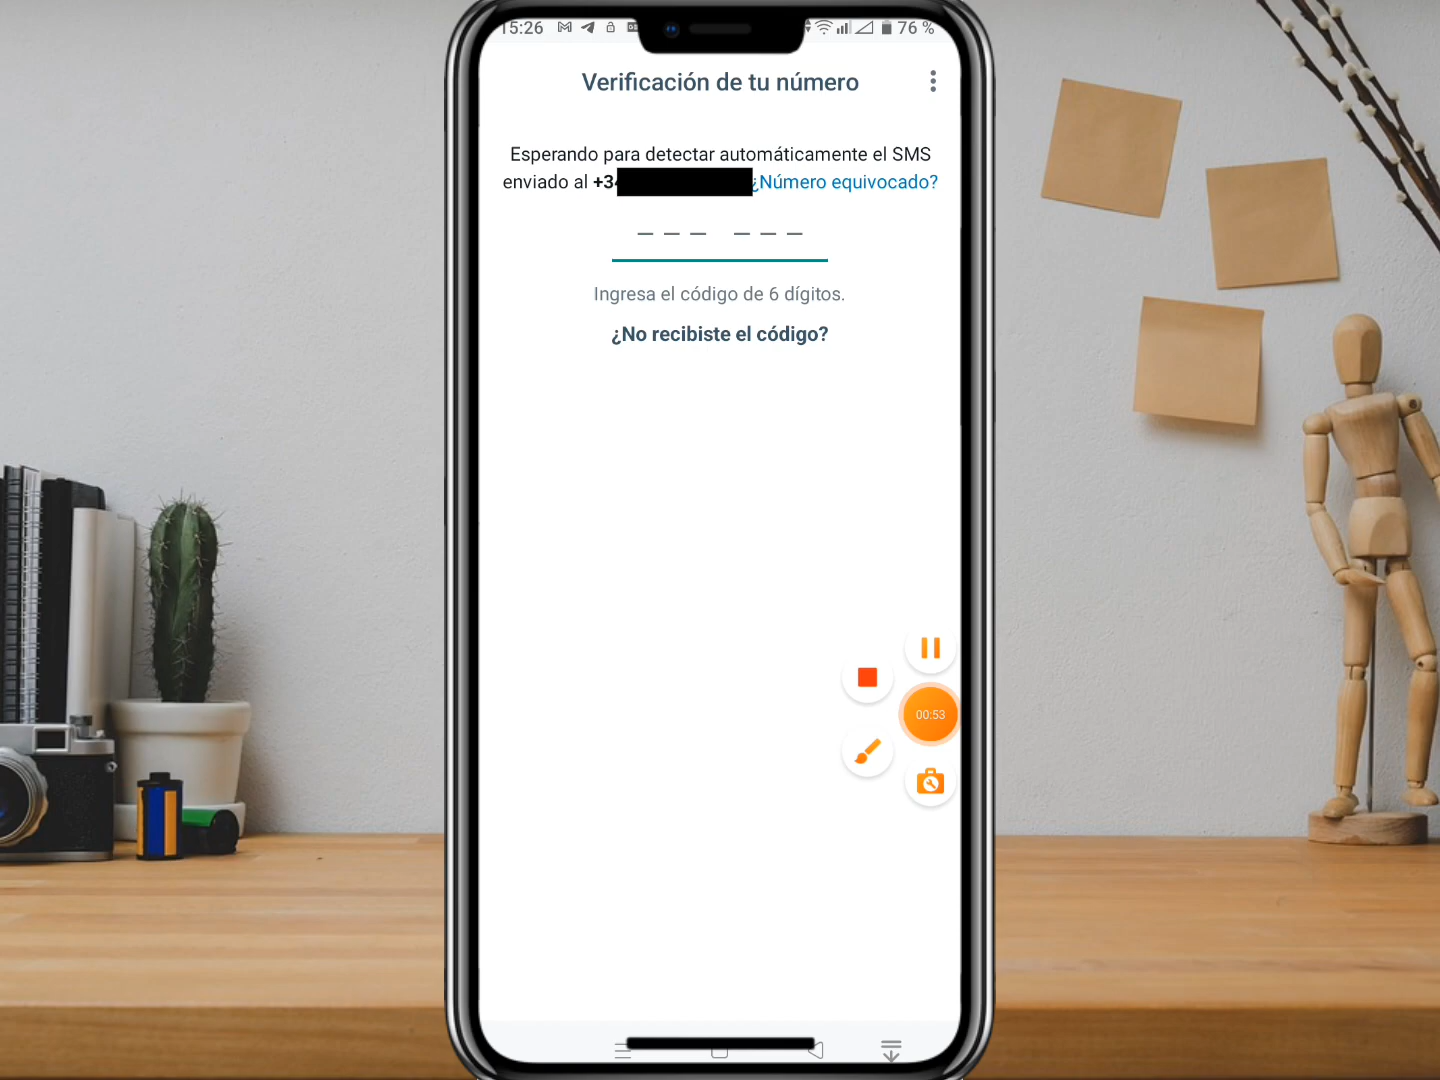 15:26
76 %
Verificación de tu número
Esperando para detectar automáticamente el SMS
enviado al +34 ¿Número equivocado?
Ingresa el código de 6 dígitos.
¿No recibiste el código?
00:53